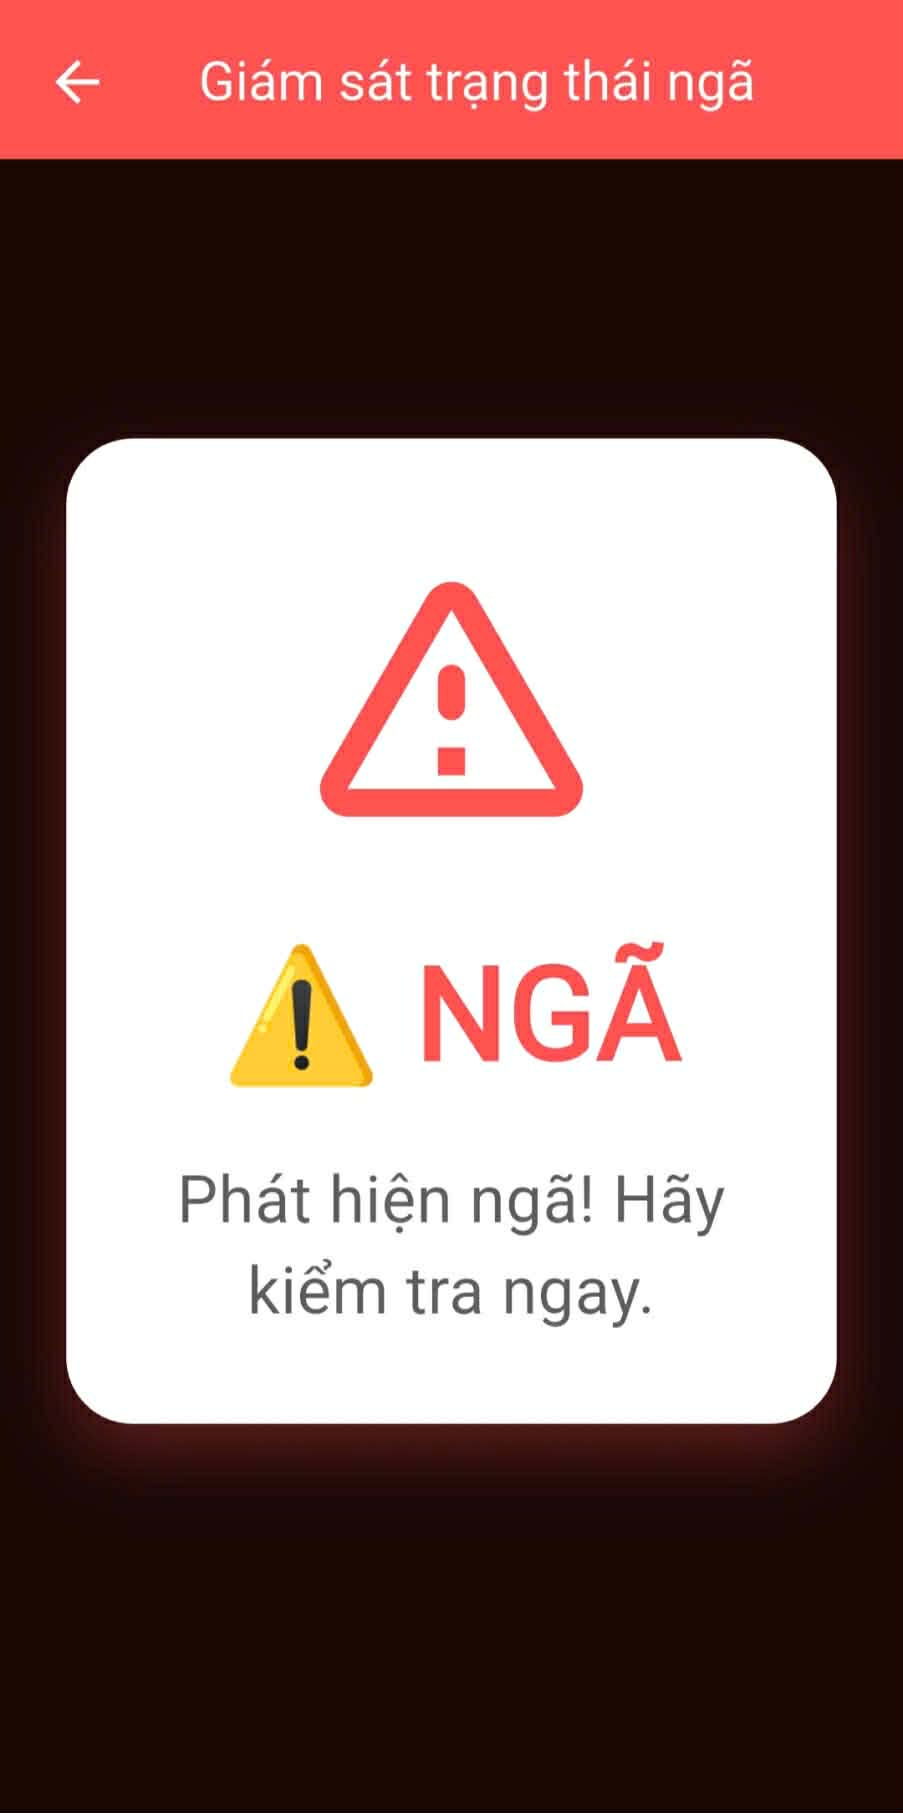 Giám sát trạng thái ngã
⚠️ NGÃ
Phát hiện ngã! Hãy
kiểm tra ngay.